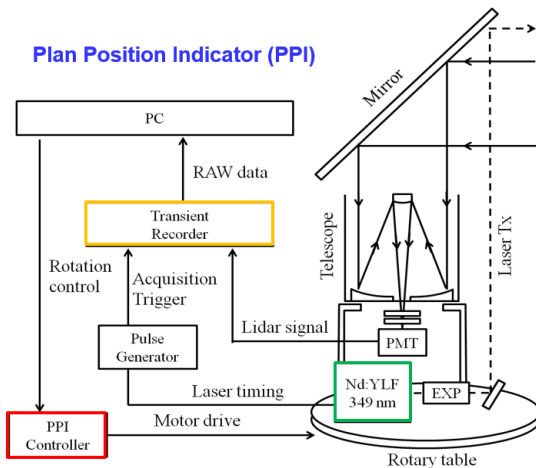 Plan Position Indicator (PPI)
Mirror
PC
RAW data
Transient
Recorder
Telescope
Laser Tx
Rotation
control
Acquisition
Trigger
Lidar signal
PMT
Pulse
Generator
Laser timing
Nd:YLF
349 nm
EXP
PPI
Controller
Motor drive
Rotary table